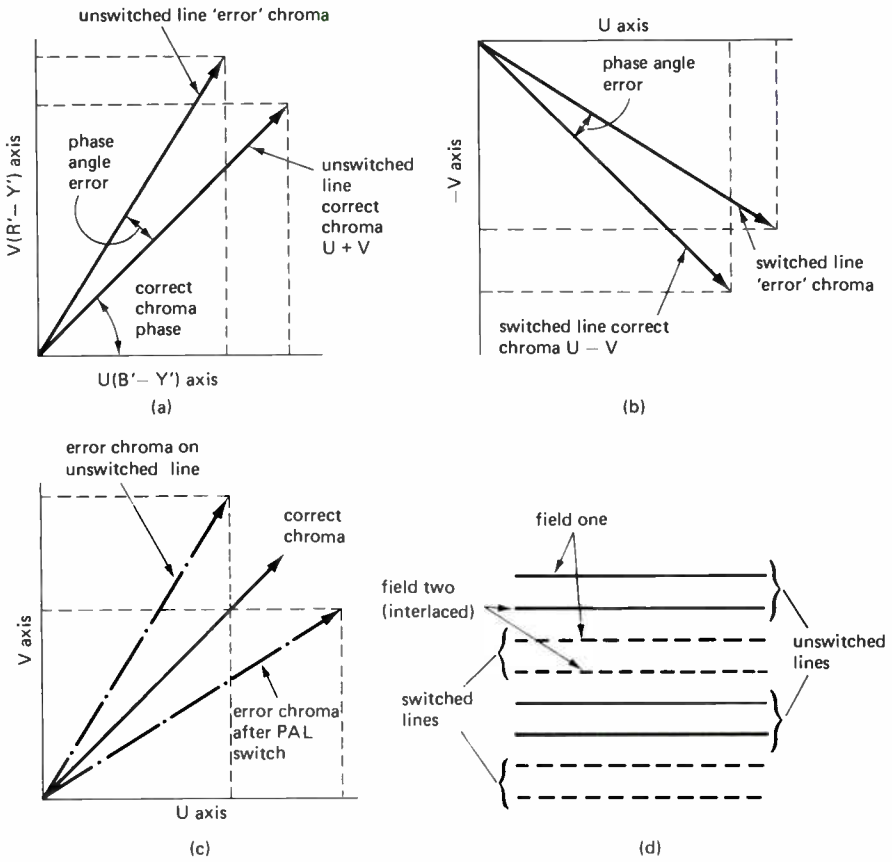 unswitched line 'error' chroma
V(R'– Y') axis
phase
angle
error
unswitched
line
correct
chroma
U + V
correct
chroma
phase
U(B'– Y') axis
(a)
U axis
phase angle
error
–V axis
switched line
'error' chroma
switched line correct
chroma U – V
(b)
error chroma on
unswitched line
correct
chroma
V axis
error chroma
after PAL
switch
U axis
(c)
field one
field two
(interlaced)
unswitched
lines
switched
lines
(d)